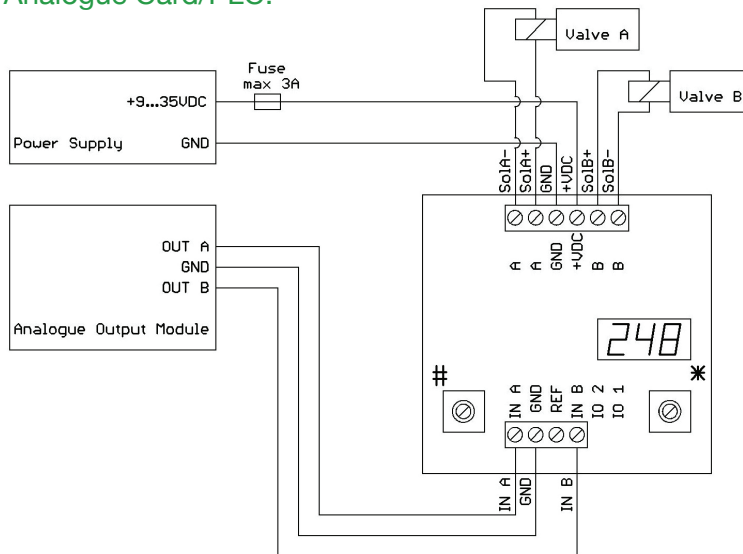 Analogue Card/PLC:
Valve A
Fuse
max 3A
+9...35VDC
Valve B
Power Supply
GND
SolA-
SolA+
GND
+VDC
SolB+
SolB-
A
A
GND
+VDC
B
B
OUT A
GND
OUT B
Analogue Output Module
248
#
*
IN A
GND
REF
IN B
IO 2
IO 1
IN A
GND
IN B